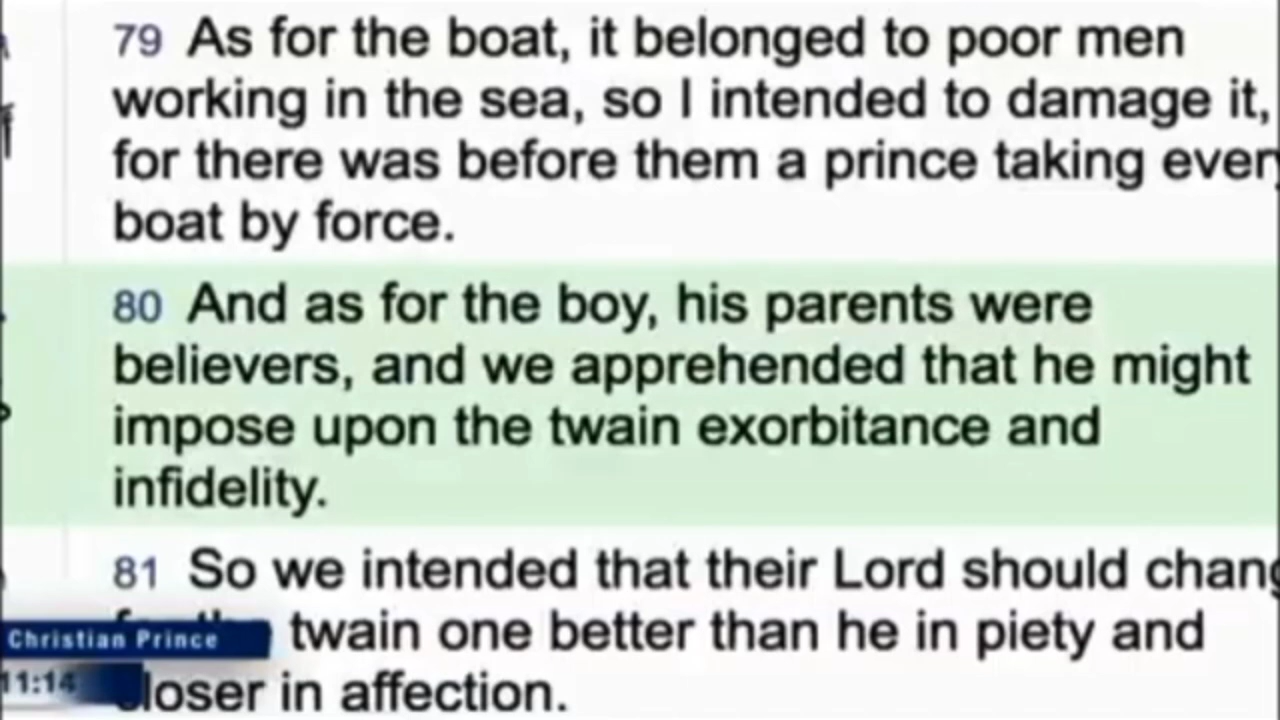 79 As for the boat, it belonged to poor men
working in the sea, so I intended to damage it,
for there was before them a prince taking ever
boat by force.
80 And as for the boy, his parents were
believers, and we apprehended that he might
impose upon the twain exorbitance and
infidelity.
81 So we intended that their Lord should chang
twain one better than he in piety and
Christian Prince
loser in affection.
11:14